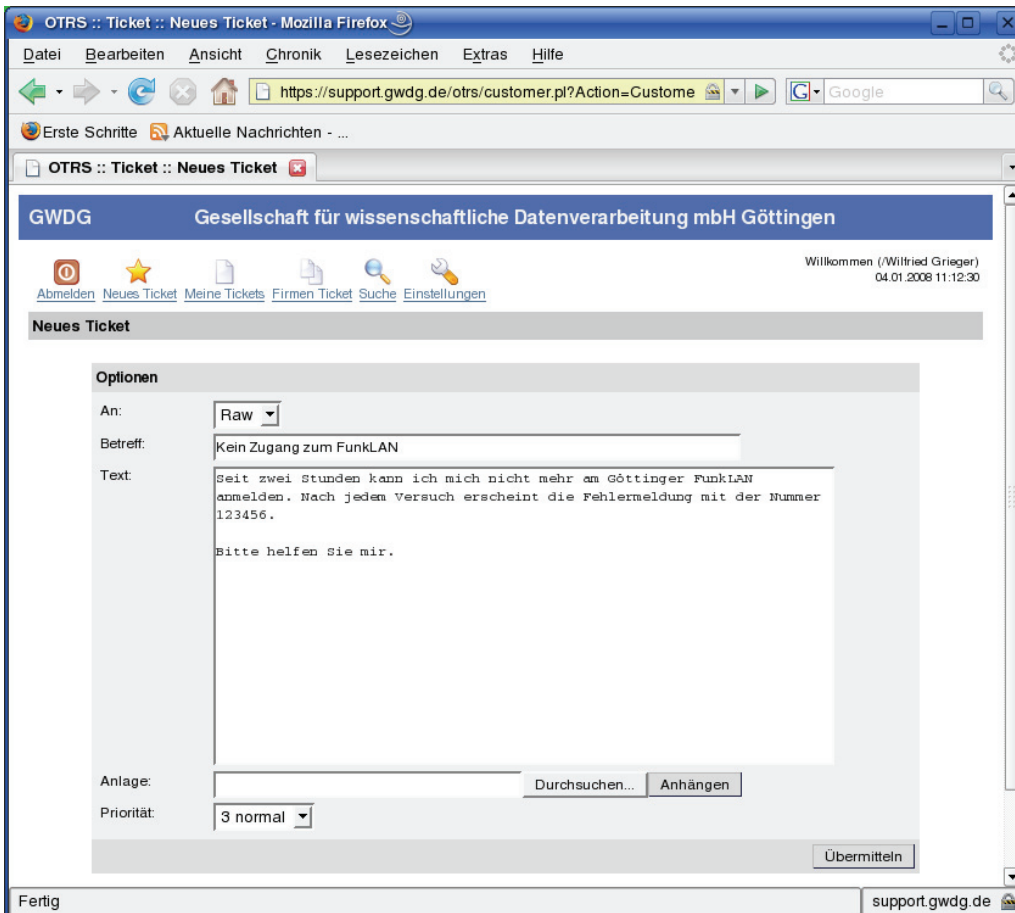 OTRS :: Ticket :: Neues Ticket - Mozilla Firefox
Datei Bearbeiten Ansicht Chronik Lesezeichen Extras Hilfe
https://support.gwdg.de/otrs/customer.pl?Action=Custome G Google
Erste Schritte Aktuelle Nachrichten - ...
OTRS :: Ticket :: Neues Ticket
GWDG Gesellschaft für wissenschaftliche Datenverarbeitung mbH Göttingen
Willkommen (/Wilfried Grieger)
04.01.2008 11:12:30
Abmelden Neues Ticket Meine Tickets Firmen Ticket Suche Einstellungen
Neues Ticket
Optionen
An: Raw
Betreff: Kein Zugang zum FunkLAN
Text: Seit zwei Stunden kann ich mich nicht mehr am Göttinger FunkLAN
anmelden. Nach jedem Versuch erscheint die Fehlermeldung mit der Nummer
123456.
Bitte helfen Sie mir.
Anlage: Durchsuchen... Anhängen
Priorität: 3 normal
Übermitteln
Fertig support.gwdg.de